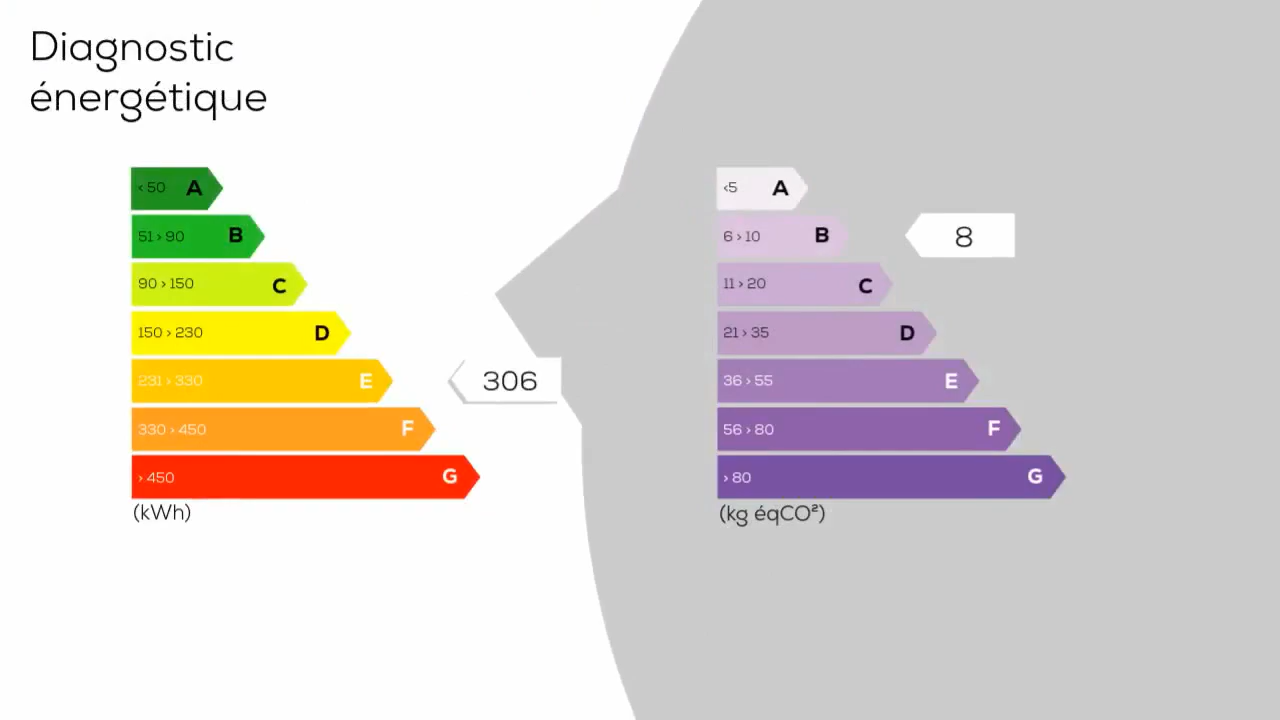 Diagnostic
énergétique
< 50 A
51 > 90 B
90 > 150 C
150 > 230 D
231 > 330 E
306
330 > 450 F
> 450 G
(kWh)
<5 A
6 > 10 B
8
11 > 20 C
21 > 35 D
36 > 55 E
56 > 80 F
> 80 G
(kg éqCO²)